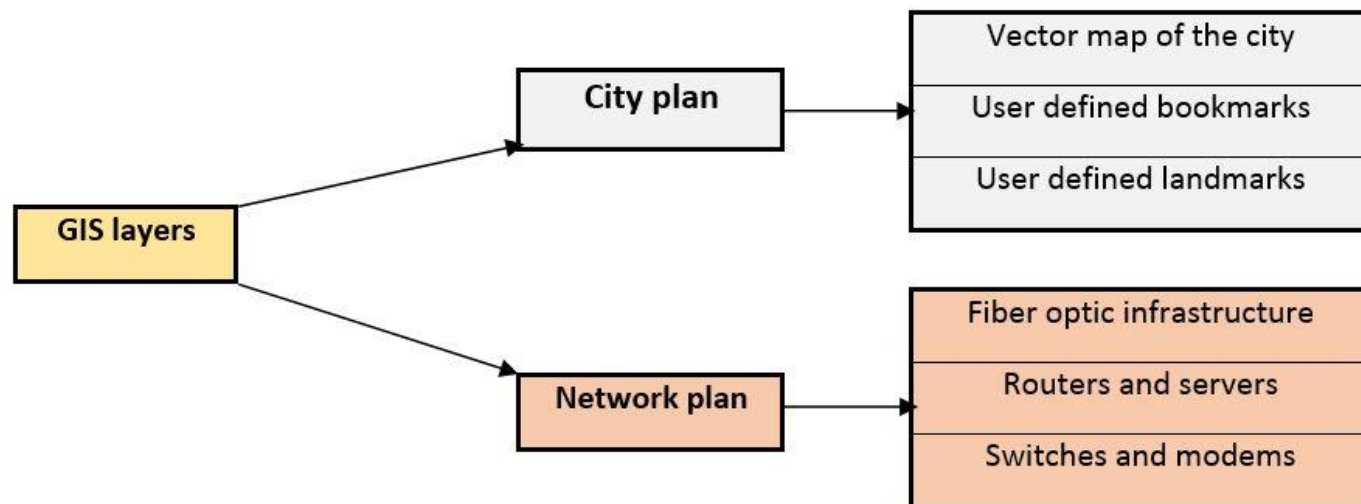 GIS layers
City plan
Vector map of the city
User defined bookmarks
User defined landmarks
Network plan
Fiber optic infrastructure
Routers and servers
Switches and modems